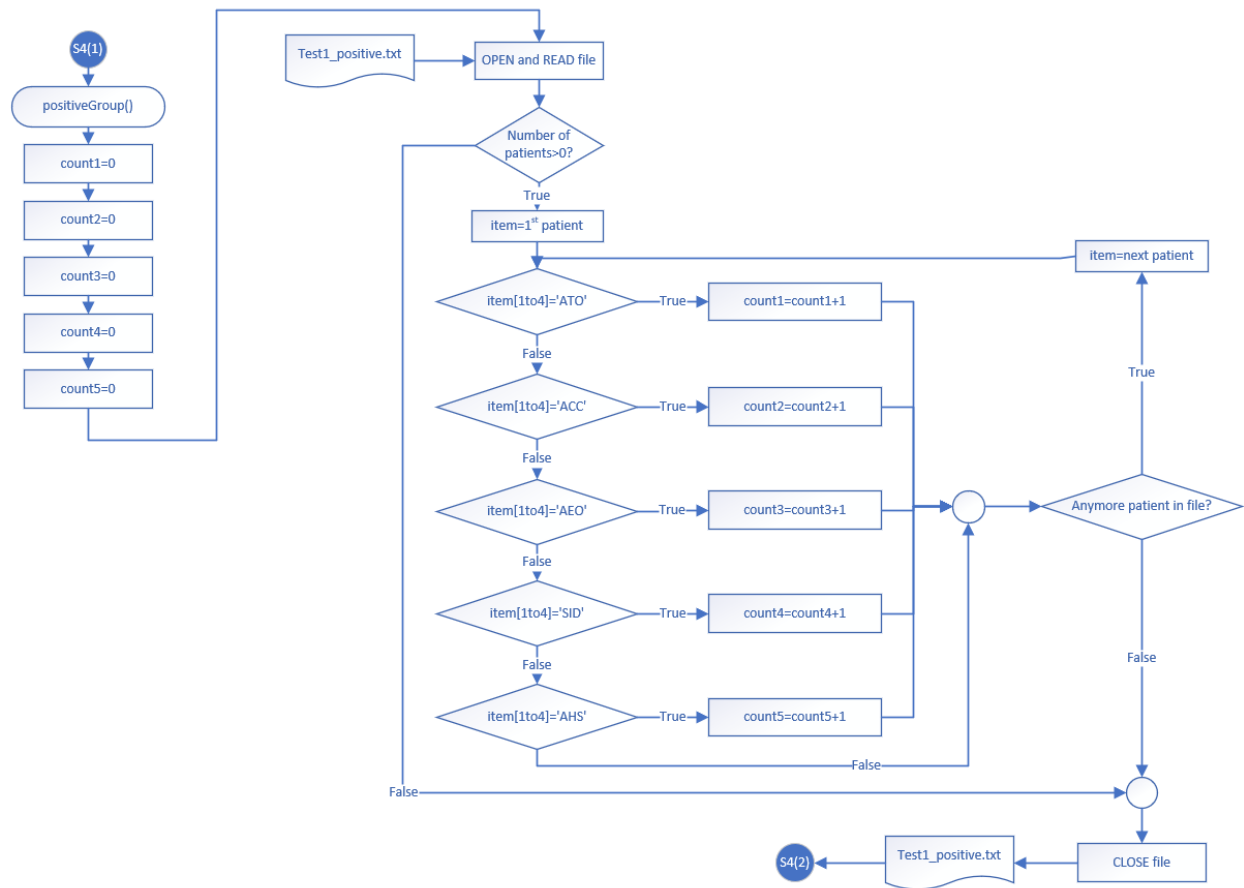 S4(1)
positiveGroup()
count1=0
count2=0
count3=0
count4=0
count5=0
Test1_positive.txt
OPEN and READ file
Number of
patients>0?
True
False
item=1st patient
item=next patient
item[1to4]='ATO'
True
count1=count1+1
False
item[1to4]='ACC'
True
count2=count2+1
False
item[1to4]='AEO'
True
count3=count3+1
False
item[1to4]='SID'
True
count4=count4+1
False
item[1to4]='AHS'
True
count5=count5+1
False
Anymore patient in file?
True
False
CLOSE file
Test1_positive.txt
S4(2)